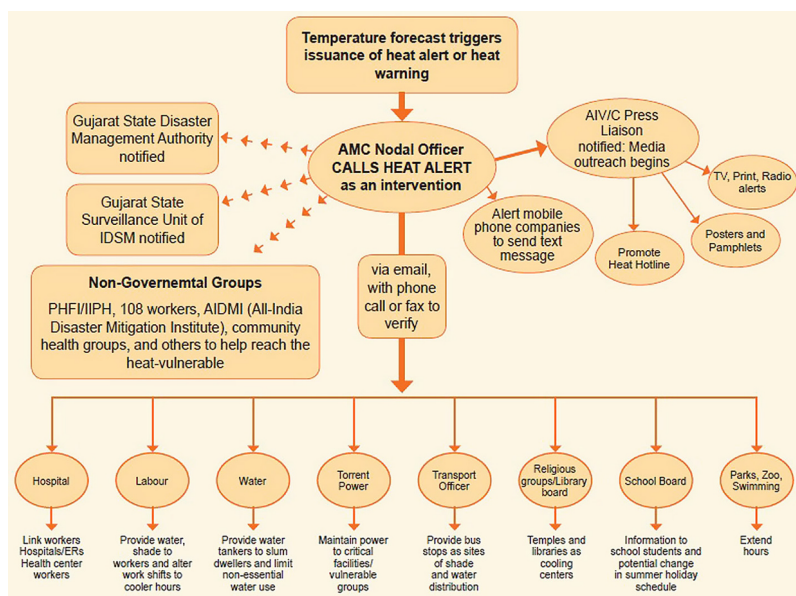 Temperature forecast triggers
issuance of heat alert or heat
warning
Gujarat State Disaster
Management Authority
notified
AMC Nodal Officer
CALLS HEAT ALERT
as an intervention
AIV/C Press
Liaison
notified: Media
outreach begins
TV, Print, Radio
alerts
Gujarat State
Surveillance Unit of
IDSM notified
Alert mobile
phone companies
to send text
message
Promote
Heat Hotline
Posters and
Pamphlets
Non-Governemtal Groups
PHFI/IIPH, 108 workers, AIDMI (All-India
Disaster Mitigation Institute), community
health groups, and others to help reach the
heat-vulnerable
via email,
with phone
call or fax to
verify
Hospital
Labour
Water
Torrent
Power
Transport
Officer
Religious
groups/Library
board
School Board
Parks, Zoo,
Swimming
Link workers
Hospitals/ERs
Health center
workers
Provide water,
shade to
workers and alter
work shifts to
cooler hours
Provide water
tankers to slum
dwellers and limit
non-essential
water use
Maintain power
to critical
facilities/
vulnerable
groups
Provide bus
stops as sites
of shade
and water
distribution
Temples and
libraries as
cooling
centers
Information to
school students and
potential change
in summer holiday
schedule
Extend
hours